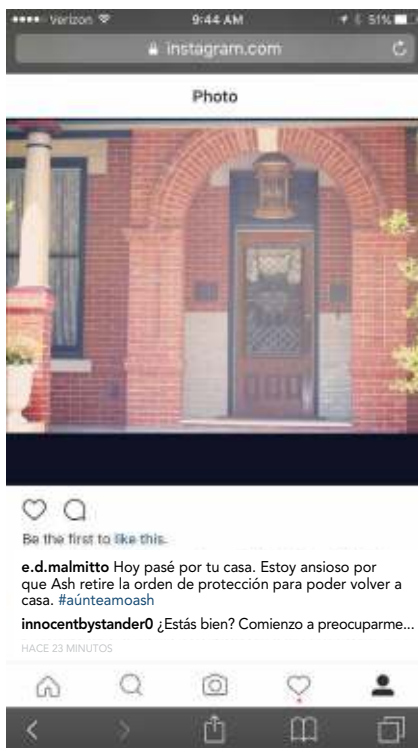 Verizon 9:44 AM 51%
instagram.com
Photo
Be the first to like this.
e.d.malmitto Hoy pasé por tu casa. Estoy ansioso por
que Ash retire la orden de protección para poder volver a
casa. #aúnteamoash
innocentbystander0 ¿Estás bien? Comienzo a preocuparme...
HACE 23 MINUTOS